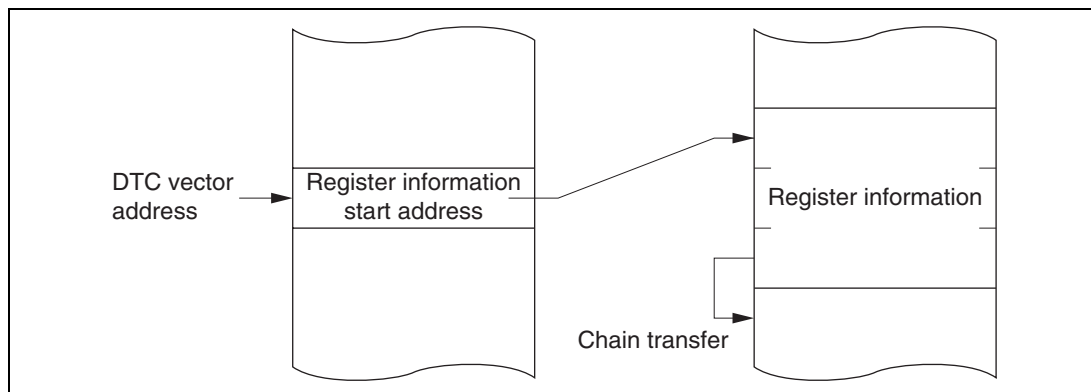 DTC vector
address
Register information
start address
Register information
Chain transfer